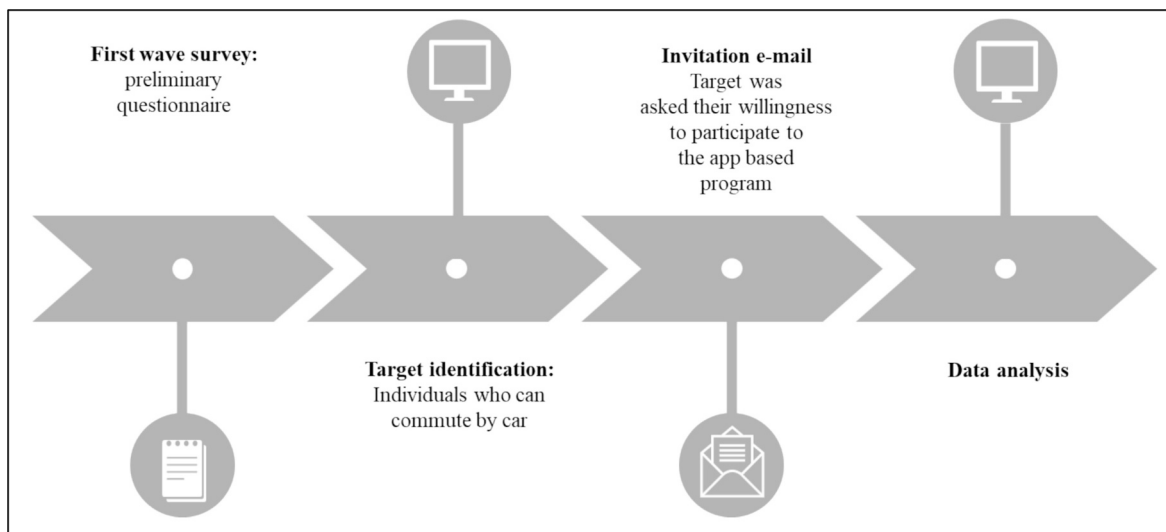 First wave survey:
preliminary
questionnaire
Target identification:
Individuals who can
commute by car
Invitation e-mail
Target was
asked their willingness
to participate to
the app based
program
Data analysis